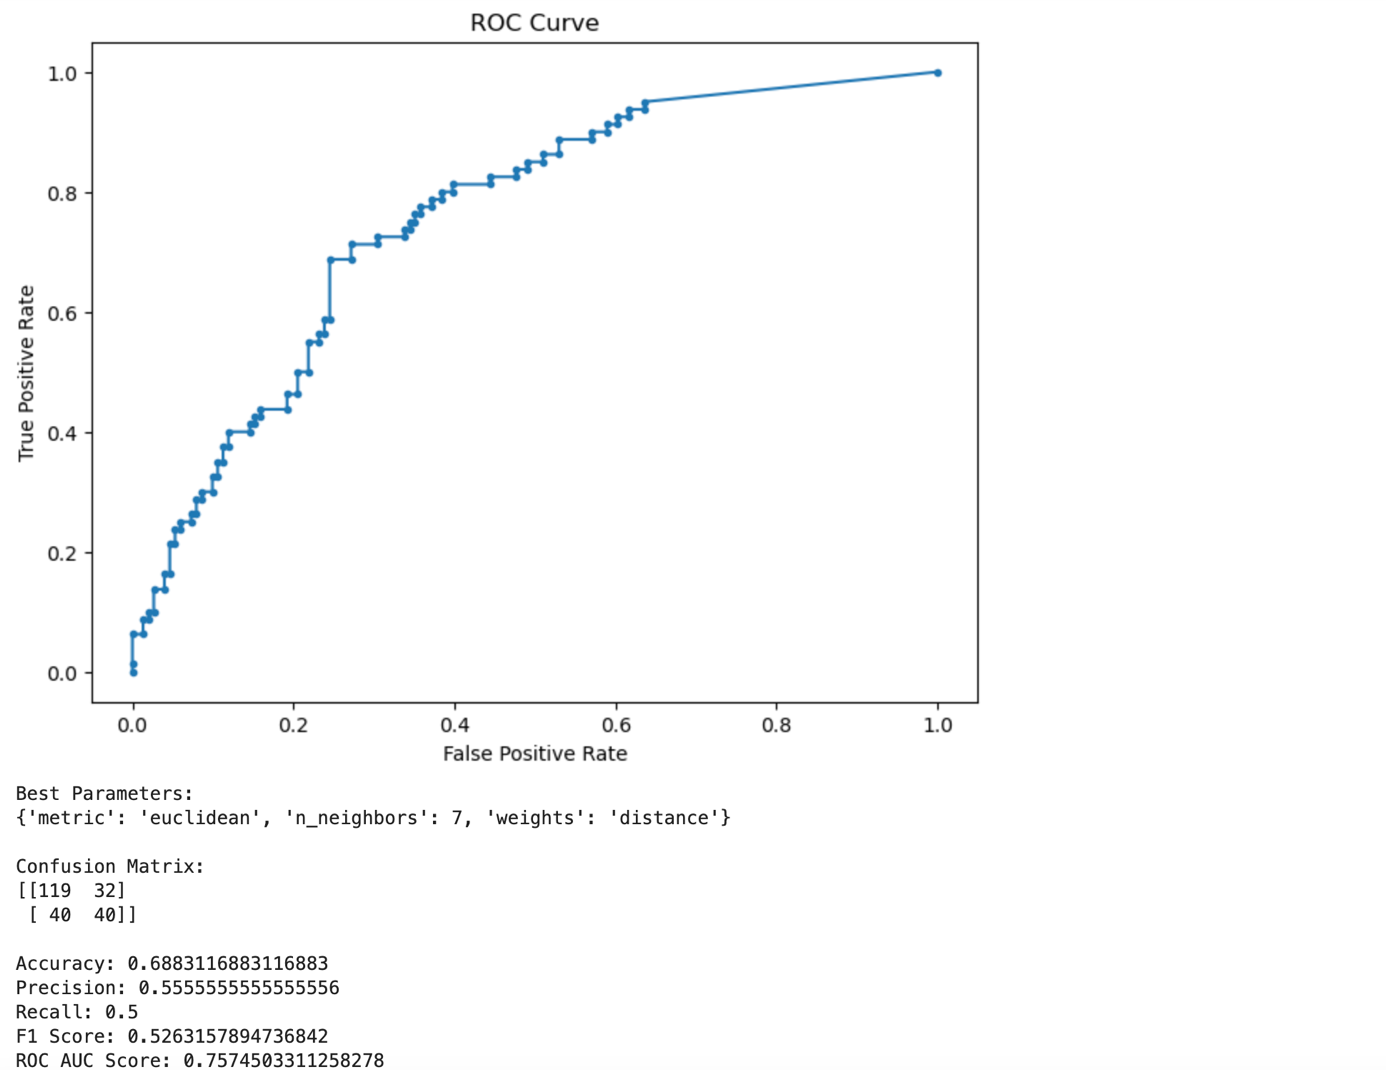 ROC Curve
1.0
0.8
0.6
0.4
0.2
0.0
True Positive Rate
0.0 0.2 0.4 0.6 0.8 1.0
False Positive Rate
Best Parameters:
{'metric': 'euclidean', 'n_neighbors': 7, 'weights': 'distance'}
Confusion Matrix:
[[119  32]
 [ 40  40]]
Accuracy: 0.6883116883116883
Precision: 0.5555555555555556
Recall: 0.5
F1 Score: 0.5263157894736842
ROC AUC Score: 0.7574503311258278